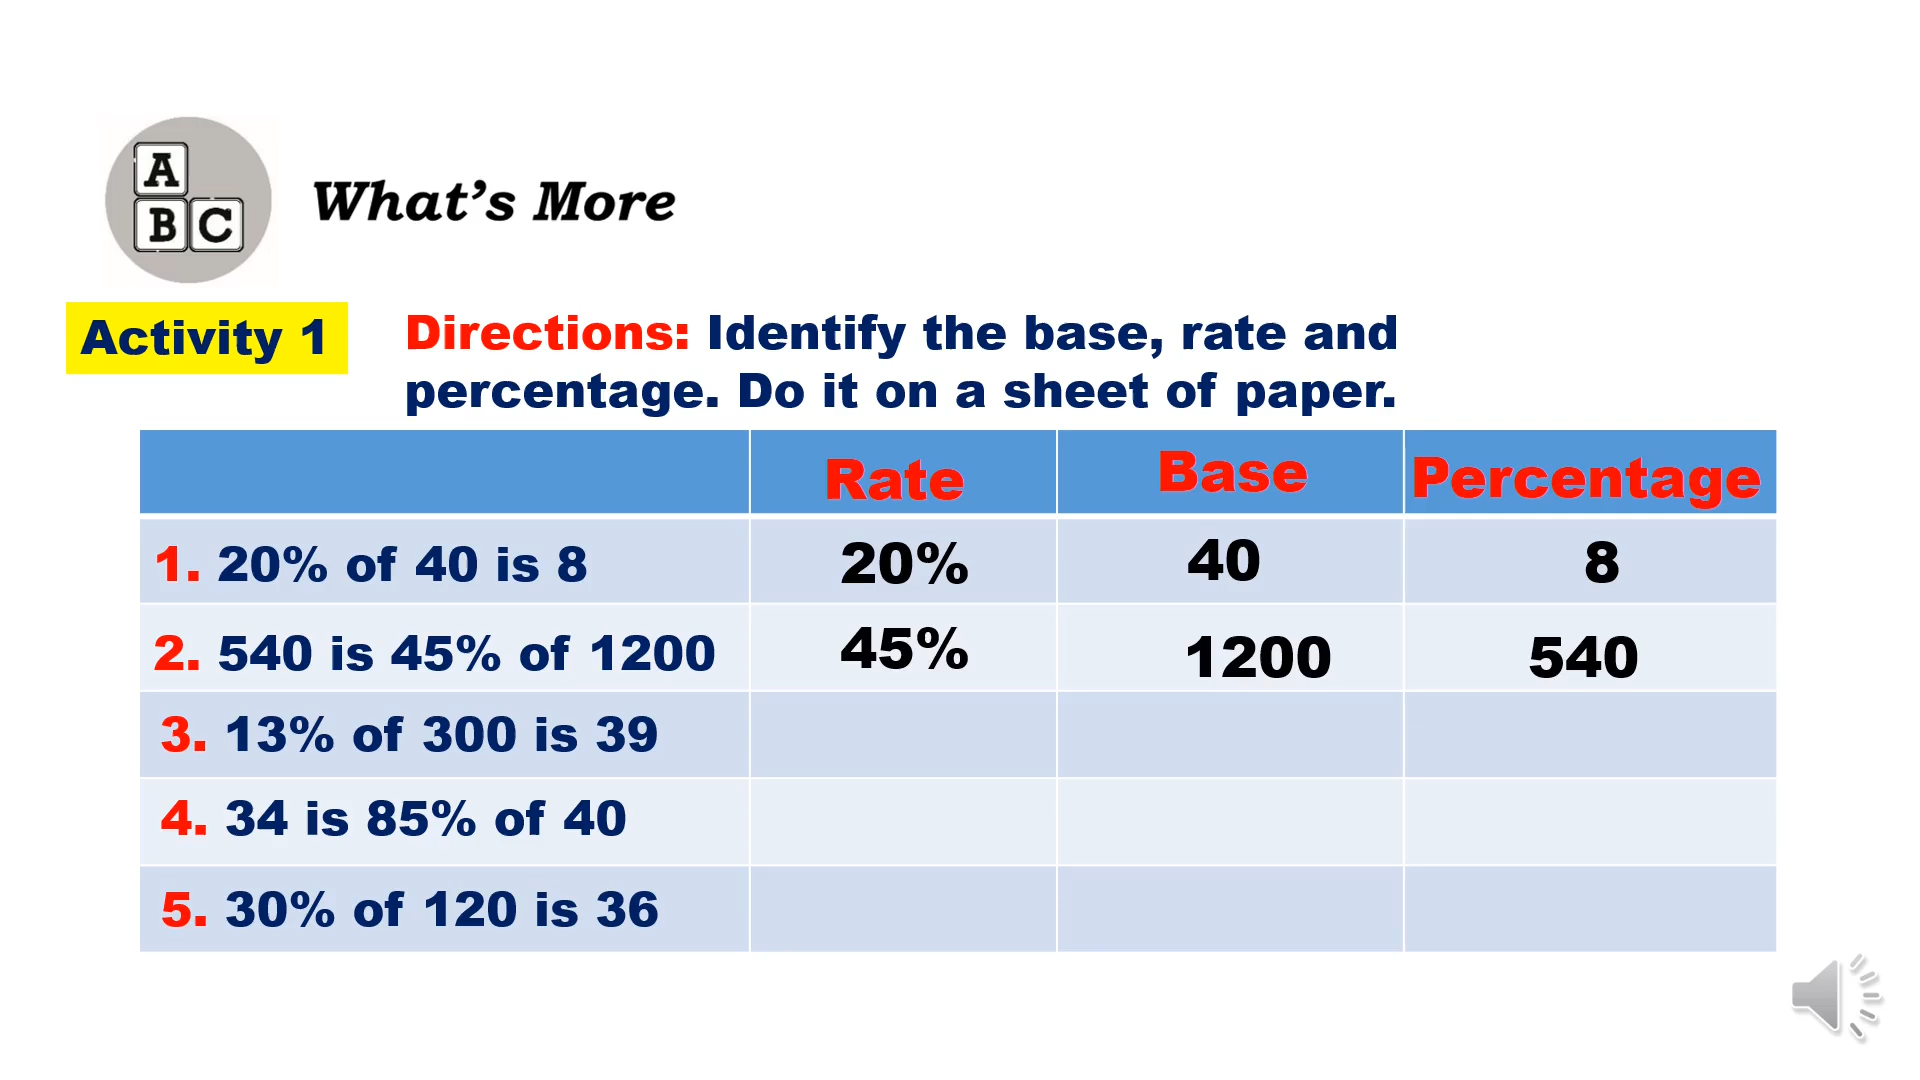 A
B C
What's More
Activity 1
Directions: Identify the base, rate and
percentage. Do it on a sheet of paper.
Rate Base Percentage
1. 20% of 40 is 8 20% 40 8
2. 540 is 45% of 1200 45% 1200 540
3. 13% of 300 is 39
4. 34 is 85% of 40
5. 30% of 120 is 36